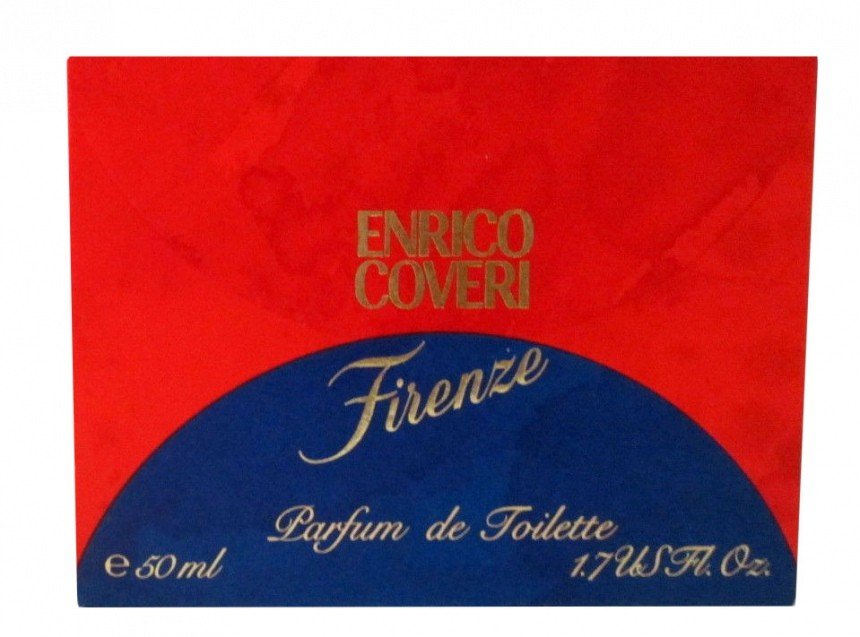 ENRICO
COVERI
Firenze
Parfum de Toilette
e 50 ml
1.7 US Fl. Oz.